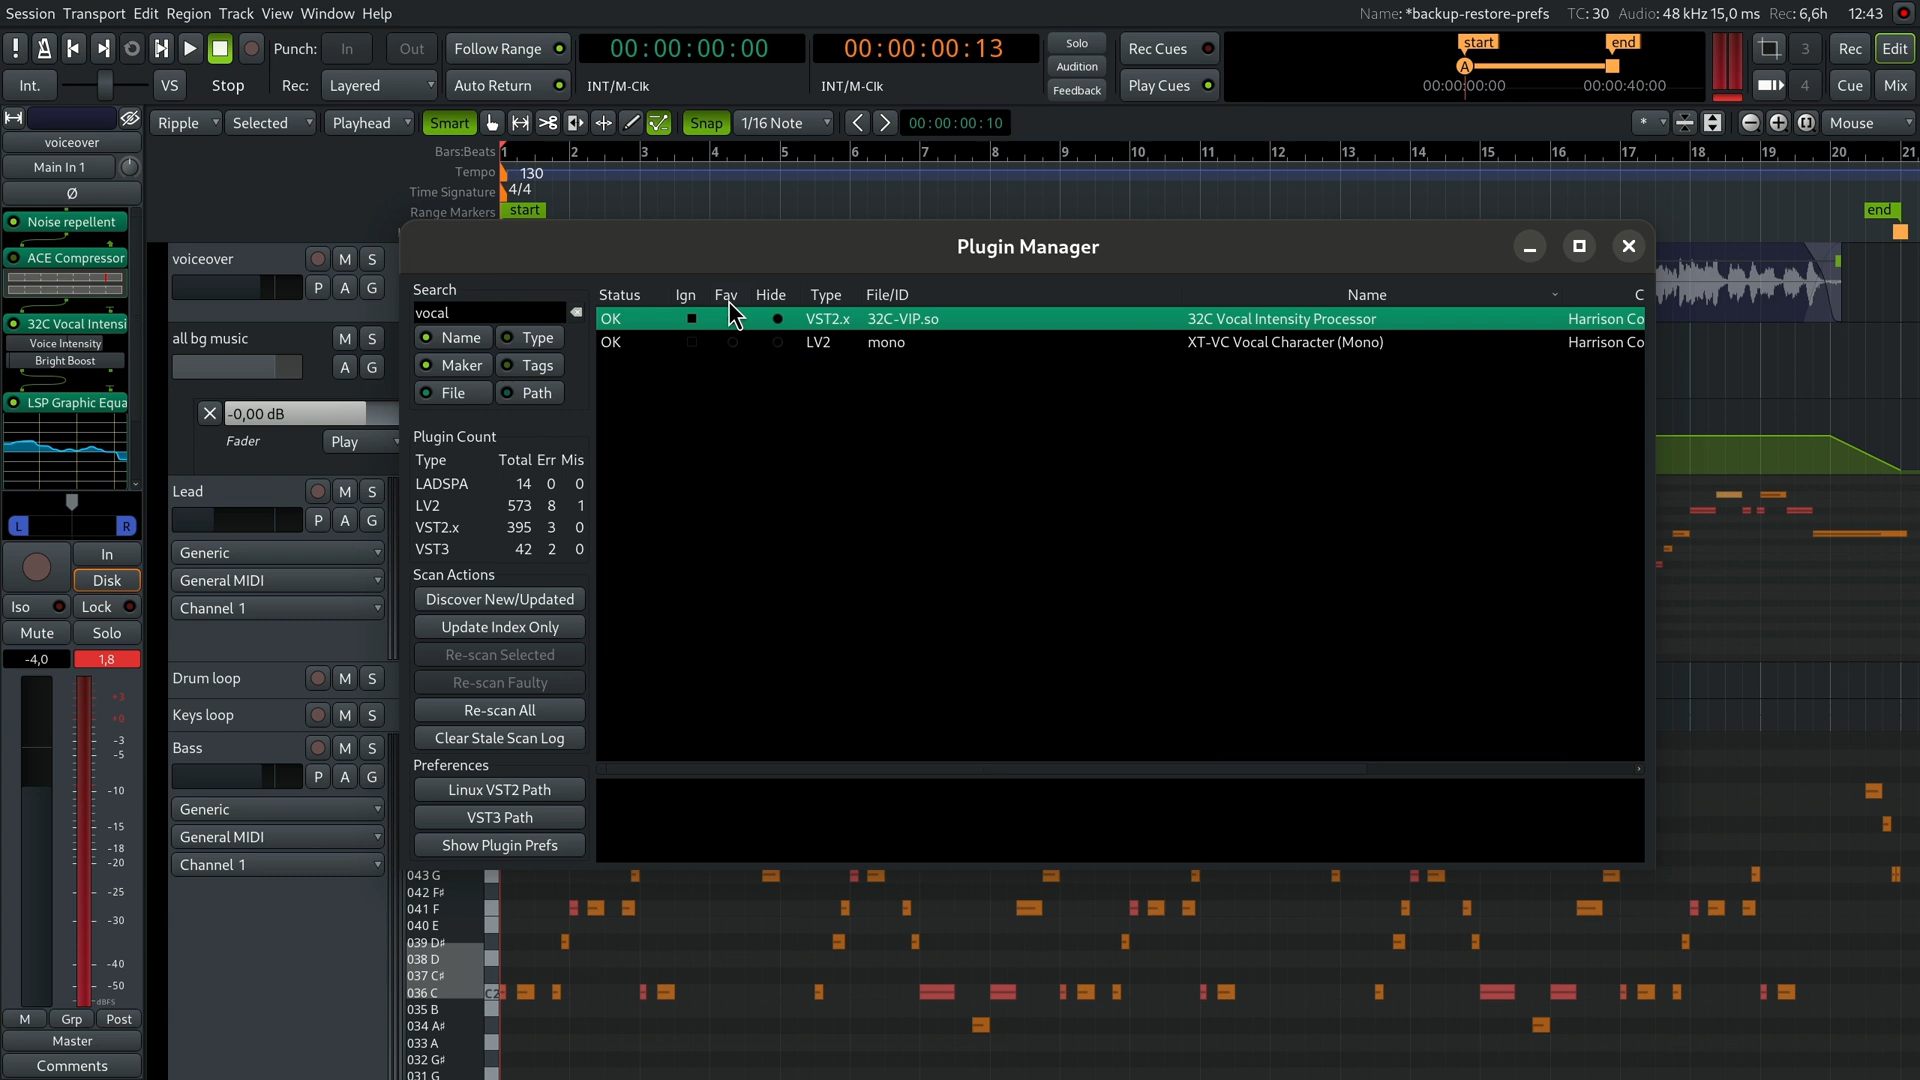 Session Transport Edit Region Track View Window Help
Name: *backup-restore-prefs TC: 30 Audio: 48 kHz 15,0 ms Rec: 6,6h 12:43
Punch: In Out Follow Range 00:00:00:00 00:00:00:13 Solo Rec Cues start end 3 Rec Edit
Audition
Int. VS Stop Rec: Layered Auto Return INT/M-Clk INT/M-Clk Feedback Play Cues A 00:00:00:00 00:00:40:00 4 Cue Mix
Ripple Selected Playhead Smart Snap 1/16 Note 00:00:00:10 * Mouse
voiceover
Main In 1
Ø
Noise repellent
ACE Compressor
32C Vocal Intensi
Voice Intensity
Bright Boost
LSP Graphic Equa
L R
In
Disk
Iso Lock
Mute Solo
-4,0 1,8
+3
+0
-3
-5
-10
-15
-18
-20
-25
-30
-40
-50
dBFS
M Grp Post
Master
Comments
Bars:Beats 1 2 3 4 5 6 7 8 9 10 11 12 13 14 15 16 17 18 19 20 21
Tempo 130
Time Signature 4/4
Range Markers start end
voiceover M S
P A G
all bg music M S
A G
-0,00 dB
Fader Play
Lead M S
P A G
Generic
General MIDI
Channel 1
Drum loop M S
Keys loop M S
Bass M S
P A G
Generic
General MIDI
Channel 1
Plugin Manager
Search
vocal
Name Type
Maker Tags
File Path
Plugin Count
Type Total Err Mis
LADSPA 14 0 0
LV2 573 8 1
VST2.x 395 3 0
VST3 42 2 0
Scan Actions
Discover New/Updated
Update Index Only
Re-scan Selected
Re-scan Faulty
Re-scan All
Clear Stale Scan Log
Preferences
Linux VST2 Path
VST3 Path
Show Plugin Prefs
Status Ign Fav Hide Type File/ID Name C
OK VST2.x 32C-VIP.so 32C Vocal Intensity Processor Harrison Co
OK LV2 mono XT-VC Vocal Character (Mono) Harrison Co
043 G
042 F♯
041 F
040 E
039 D♯
038 D
037 C♯
036 C C2
035 B
034 A♯
033 A
032 G♯
031 G